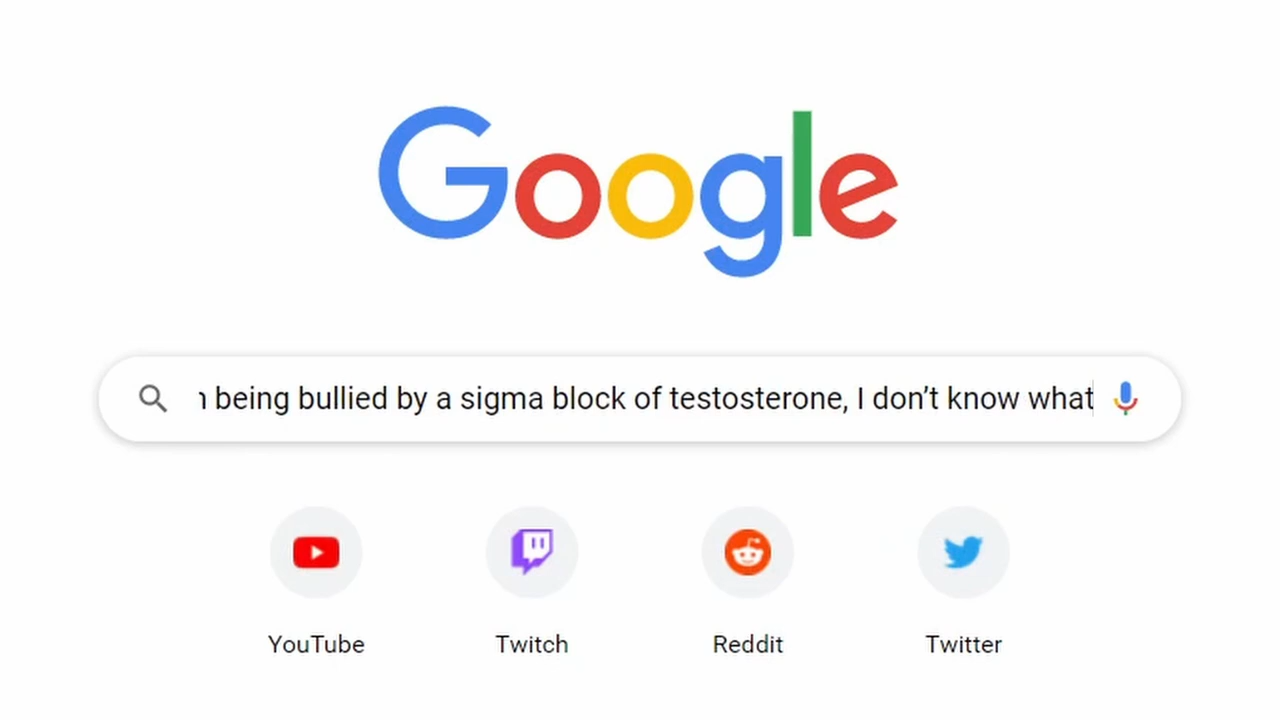 Google
being bullied by a sigma block of testosterone, I don’t know what
YouTube
Twitch
Reddit
Twitter